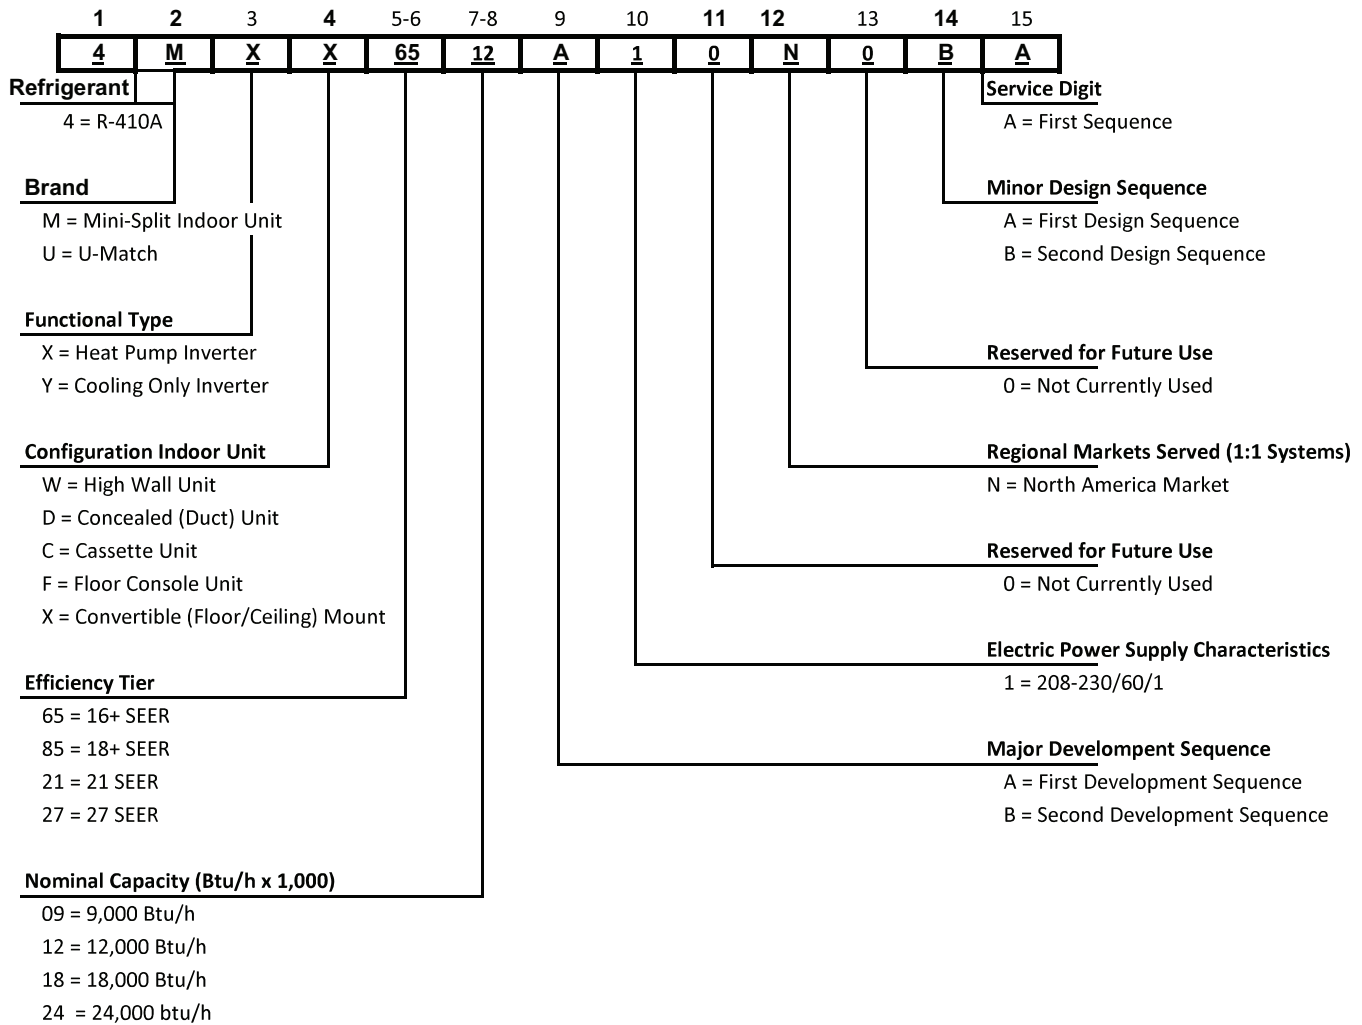 1 2 3 4 5-6 7-8 9 10 11 12 13 14 15
4 M X X 65 12 A 1 0 N 0 B A
Refrigerant
4 = R-410A
Brand
M = Mini-Split Indoor Unit
U = U-Match
Functional Type
X = Heat Pump Inverter
Y = Cooling Only Inverter
Configuration Indoor Unit
W = High Wall Unit
D = Concealed (Duct) Unit
C = Cassette Unit
F = Floor Console Unit
X = Convertible (Floor/Ceiling) Mount
Efficiency Tier
65 = 16+ SEER
85 = 18+ SEER
21 = 21 SEER
27 = 27 SEER
Nominal Capacity (Btu/h x 1,000)
09 = 9,000 Btu/h
12 = 12,000 Btu/h
18 = 18,000 Btu/h
24 = 24,000 btu/h
Service Digit
A = First Sequence
Minor Design Sequence
A = First Design Sequence
B = Second Design Sequence
Reserved for Future Use
0 = Not Currently Used
Regional Markets Served (1:1 Systems)
N = North America Market
Reserved for Future Use
0 = Not Currently Used
Electric Power Supply Characteristics
1 = 208-230/60/1
Major Develompent Sequence
A = First Development Sequence
B = Second Development Sequence